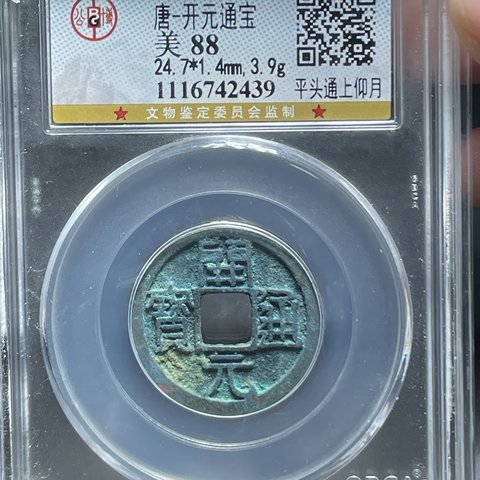 唐-开元通宝
美 88
24.7*1.4mm,3.9g
1116742439
平头通上仰月
★ 文物鉴定委员会监制 ★
開
寶 通
元